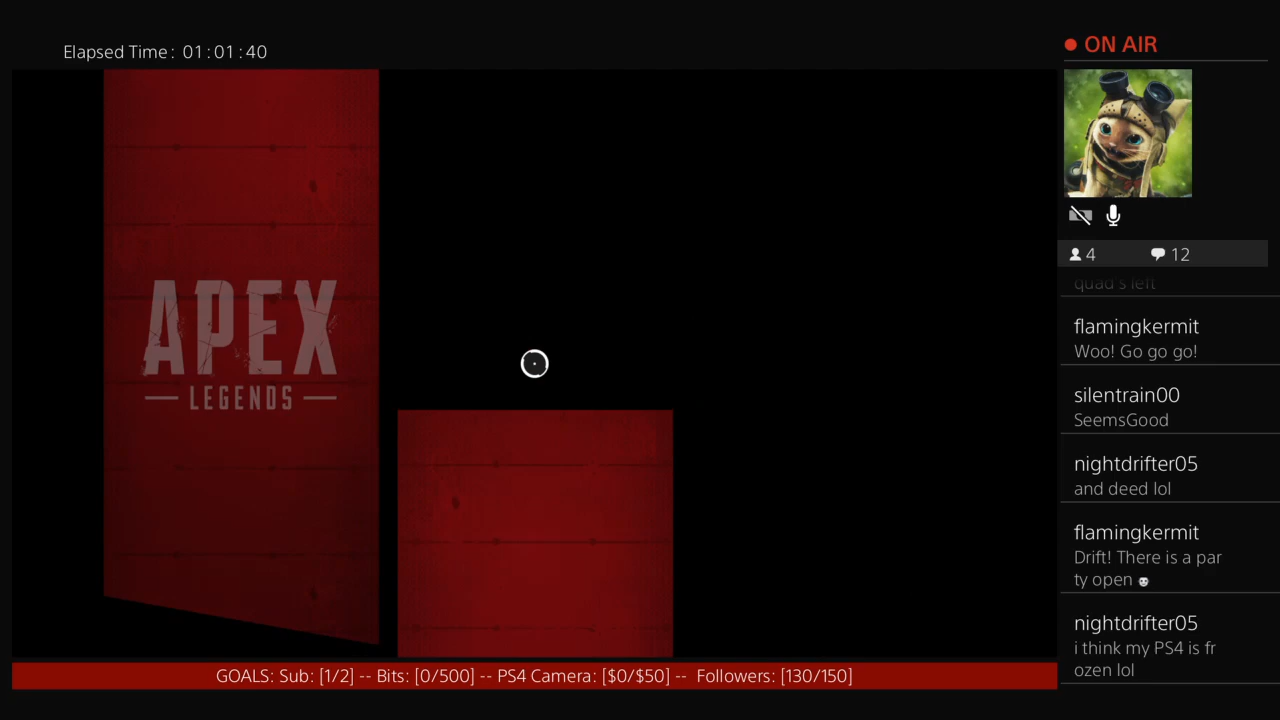 Elapsed Time: 01:01:40
ON AIR
APEX
LEGENDS
4 12
quad's left
flamingkermit
Woo! Go go go!
silentrain00
SeemsGood
nightdrifter05
and deed lol
flamingkermit
Drift! There is a par
ty open
nightdrifter05
i think my PS4 is fr
ozen lol
GOALS: Sub: [1/2] -- Bits: [0/500] -- PS4 Camera: [$0/$50] -- Followers: [130/150]